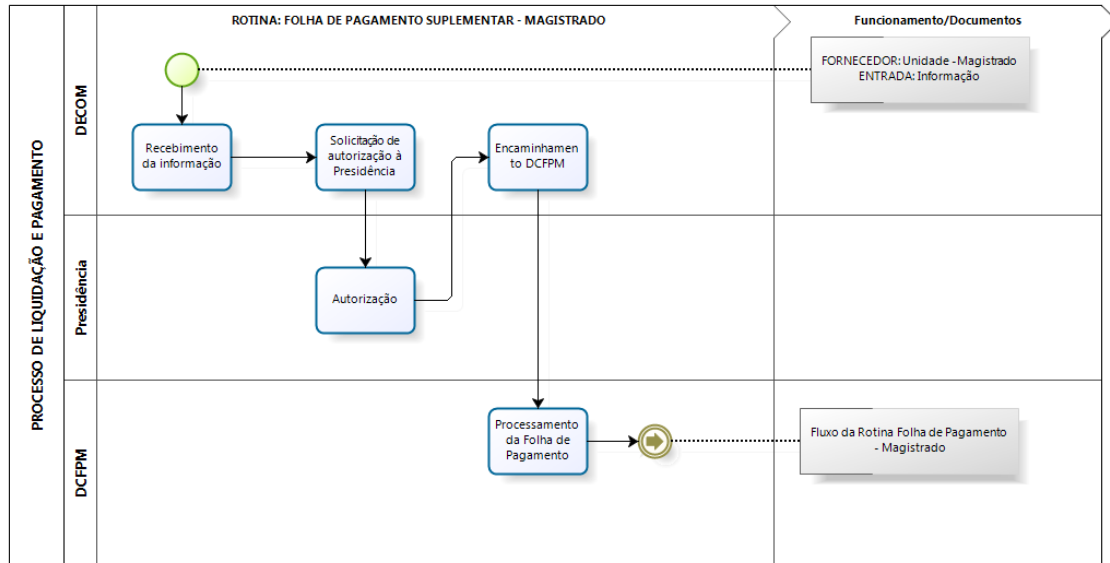 ROTINA: FOLHA DE PAGAMENTO SUPLEMENTAR - MAGISTRADO
Funcionamento/Documentos
PROCESSO DE LIQUIDAÇÃO E PAGAMENTO
DECOM
FORNECEDOR: Unidade - Magistrado
ENTRADA: Informação
Recebimento
da informação
Solicitação de
autorização à
Presidência
Encaminhame
nto DCFPM
Presidência
Autorização
DCFPM
Processamento
da Folha de
Pagamento
Fluxo da Rotina Folha de Pagamento
- Magistrado